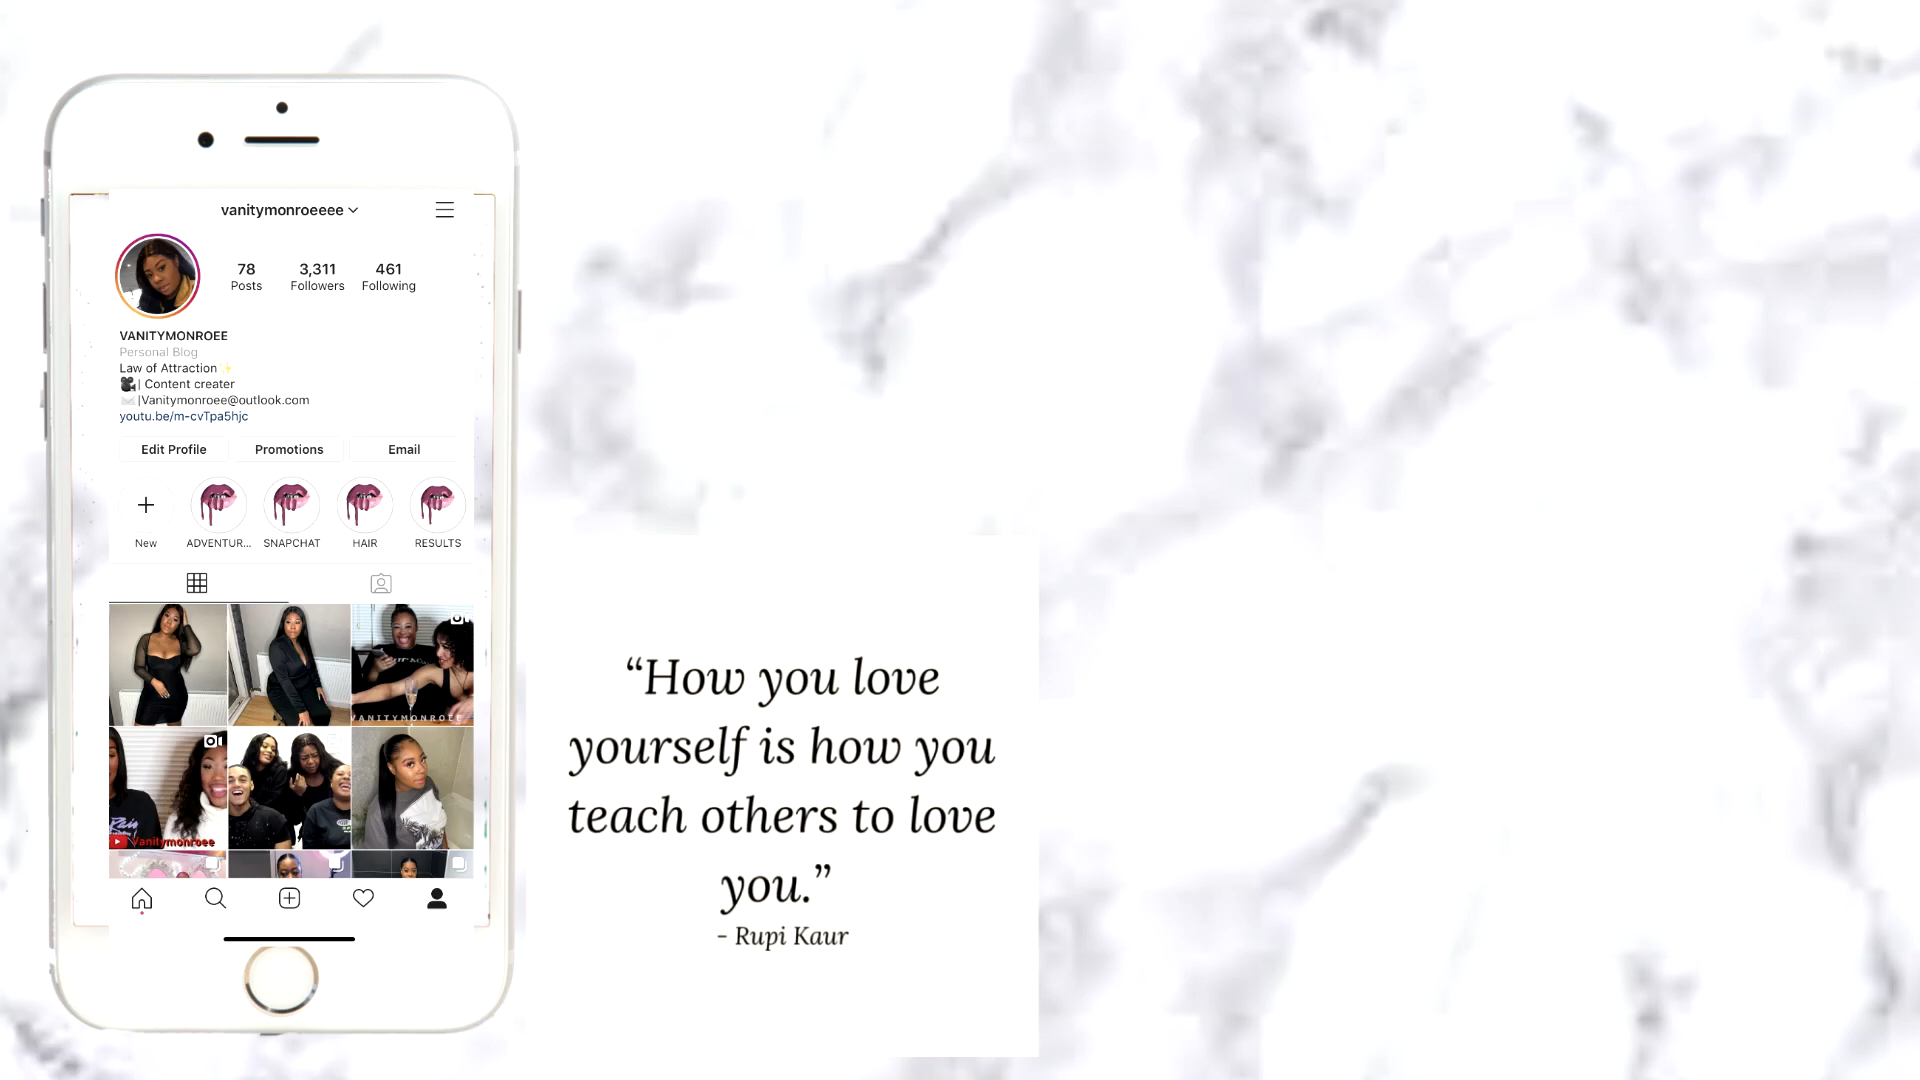 vanitymonroeeee
78
3,311
461
Posts
Followers
Following
VANITYMONROEE
Personal Blog
Law of Attraction ✨
🎥| Content creater
✉️|Vanitymonroe@outlook.com
youtu.be/m-cvTpa5hjc
Edit Profile
Promotions
Email
New
ADVENTUR...
SNAPCHAT
HAIR
RESULTS
VANITYMONROEE
Vanitymonroee
“How you love
yourself is how you
teach others to love
you.”
- Rupi Kaur